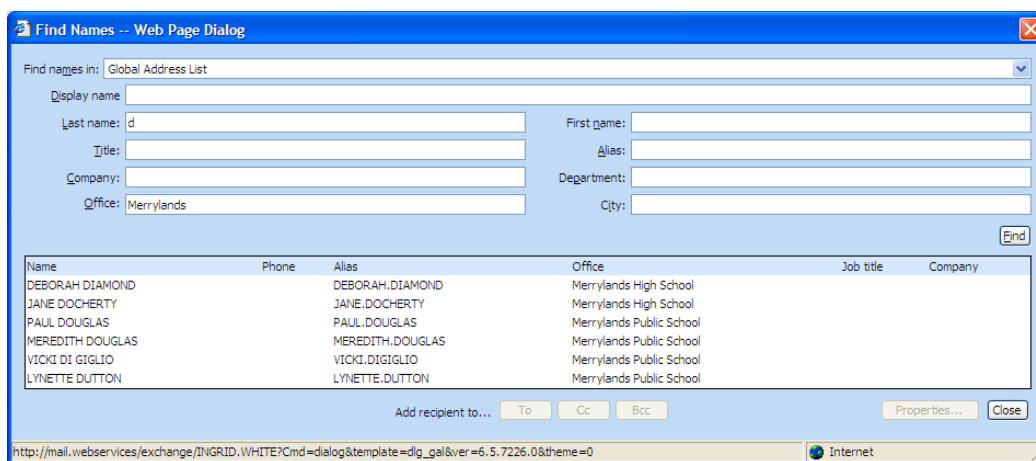 Find Names -- Web Page Dialog
Find names in: Global Address List
Display name
Last name: d First name:
Title: Alias:
Company: Department:
Office: Merrylands City:
Find
Name Phone Alias Office Job title Company
DEBORAH DIAMOND DEBORAH.DIAMOND Merrylands High School
JANE DOCHERTY JANE.DOCHERTY Merrylands High School
PAUL DOUGLAS PAUL.DOUGLAS Merrylands Public School
MEREDITH DOUGLAS MEREDITH.DOUGLAS Merrylands Public School
VICKI DI GIGLIO VICKI.DIGIGLIO Merrylands Public School
LYNETTE DUTTON LYNETTE.DUTTON Merrylands Public School
Add recipient to... To Cc Bcc Properties... Close
http://mail.webservices/exchange/INGRID.WHITE?Cmd=dialog&template=dlg_gal&ver=6.5.7226.0&theme=0 Internet